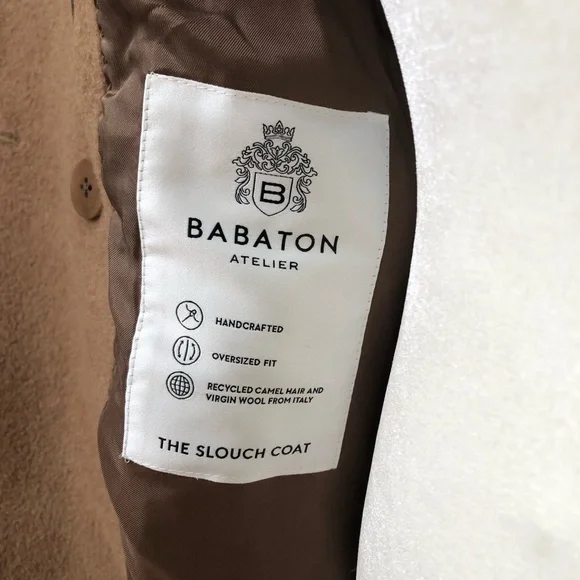 B
BABATON
ATELIER
HANDCRAFTED
OVERSIZED FIT
RECYCLED CAMEL HAIR AND
VIRGIN WOOL FROM ITALY
THE SLOUCH COAT